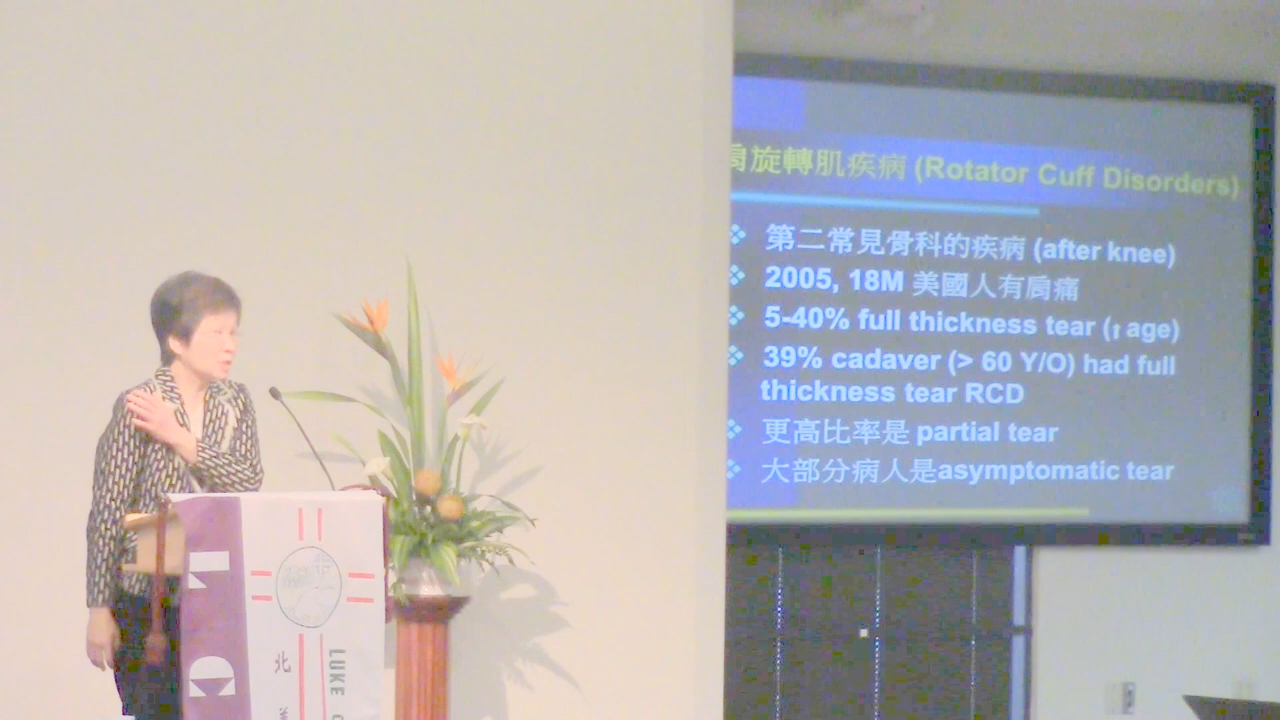 肩旋轉肌疾病 (Rotator Cuff Disorders)
第二常見骨科的疾病 (after knee)
2005, 18M 美國人有肩痛
5-40% full thickness tear (↑ age)
39% cadaver (> 60 Y/O) had full
thickness tear RCD
更高比率是 partial tear
大部分病人是asymptomatic tear
北
LUKE